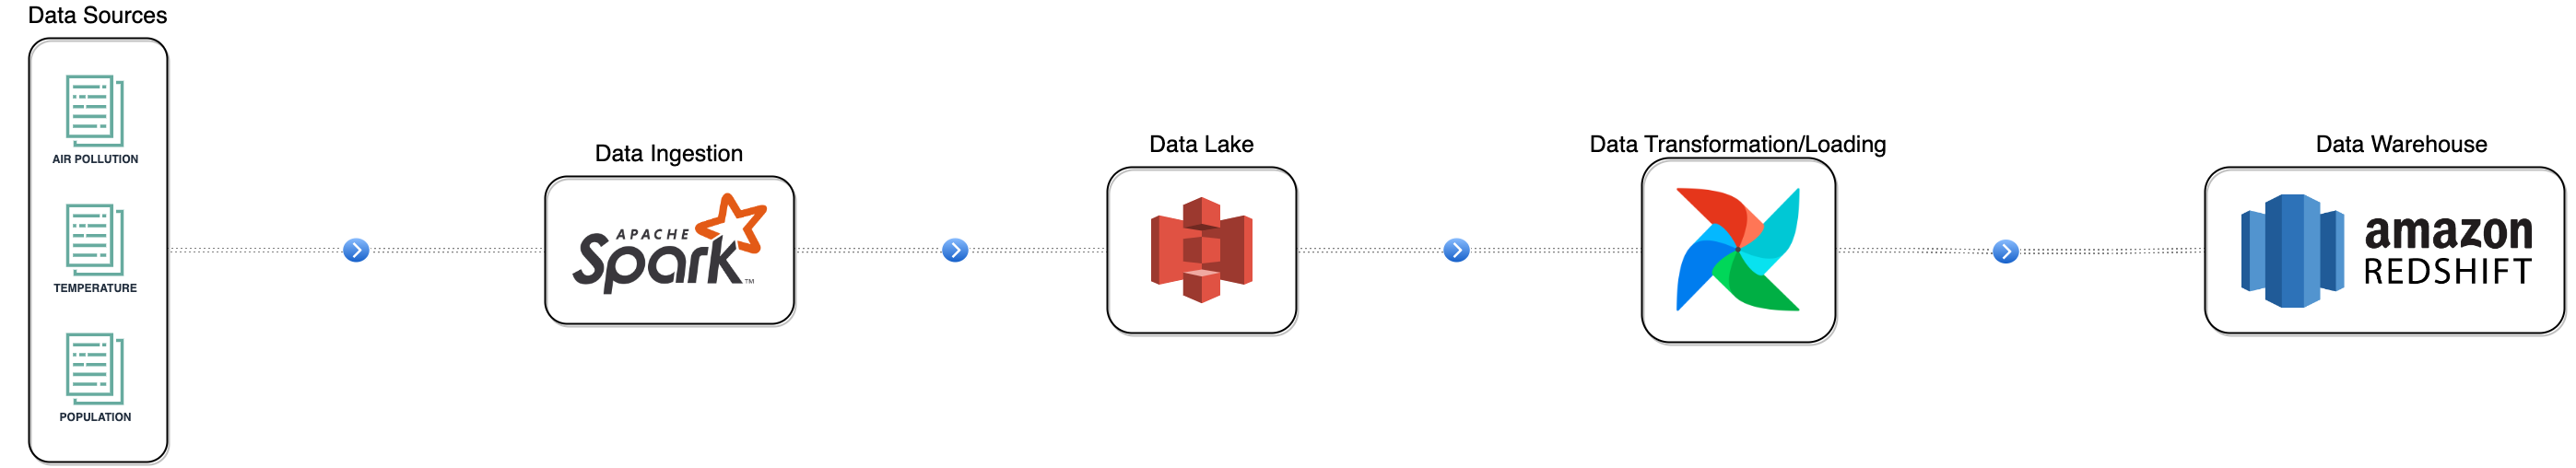 Data Sources
AIR POLLUTION
TEMPERATURE
POPULATION
Data Ingestion
APACHE
Spark™
Data Lake
Data Transformation/Loading
Data Warehouse
amazon
REDSHIFT